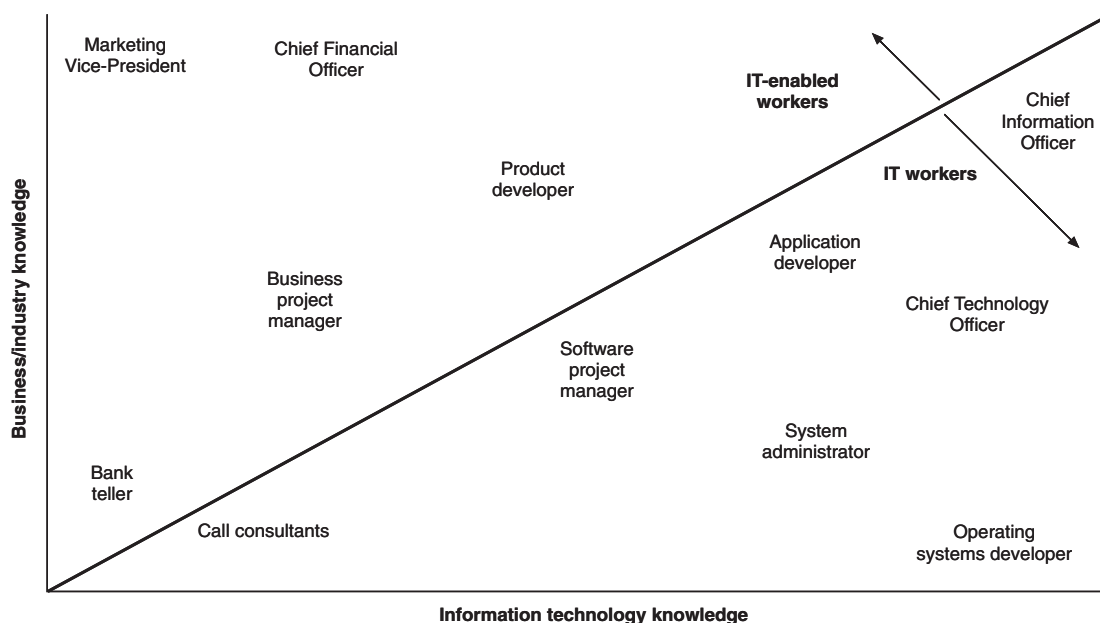 Marketing
Vice-President
Chief Financial
Officer
IT-enabled
workers
Chief
Information
Officer
IT workers
Product
developer
Application
developer
Business
project
manager
Chief Technology
Officer
Software
project
manager
System
administrator
Bank
teller
Call consultants
Operating
systems developer
Business/industry knowledge
Information technology knowledge